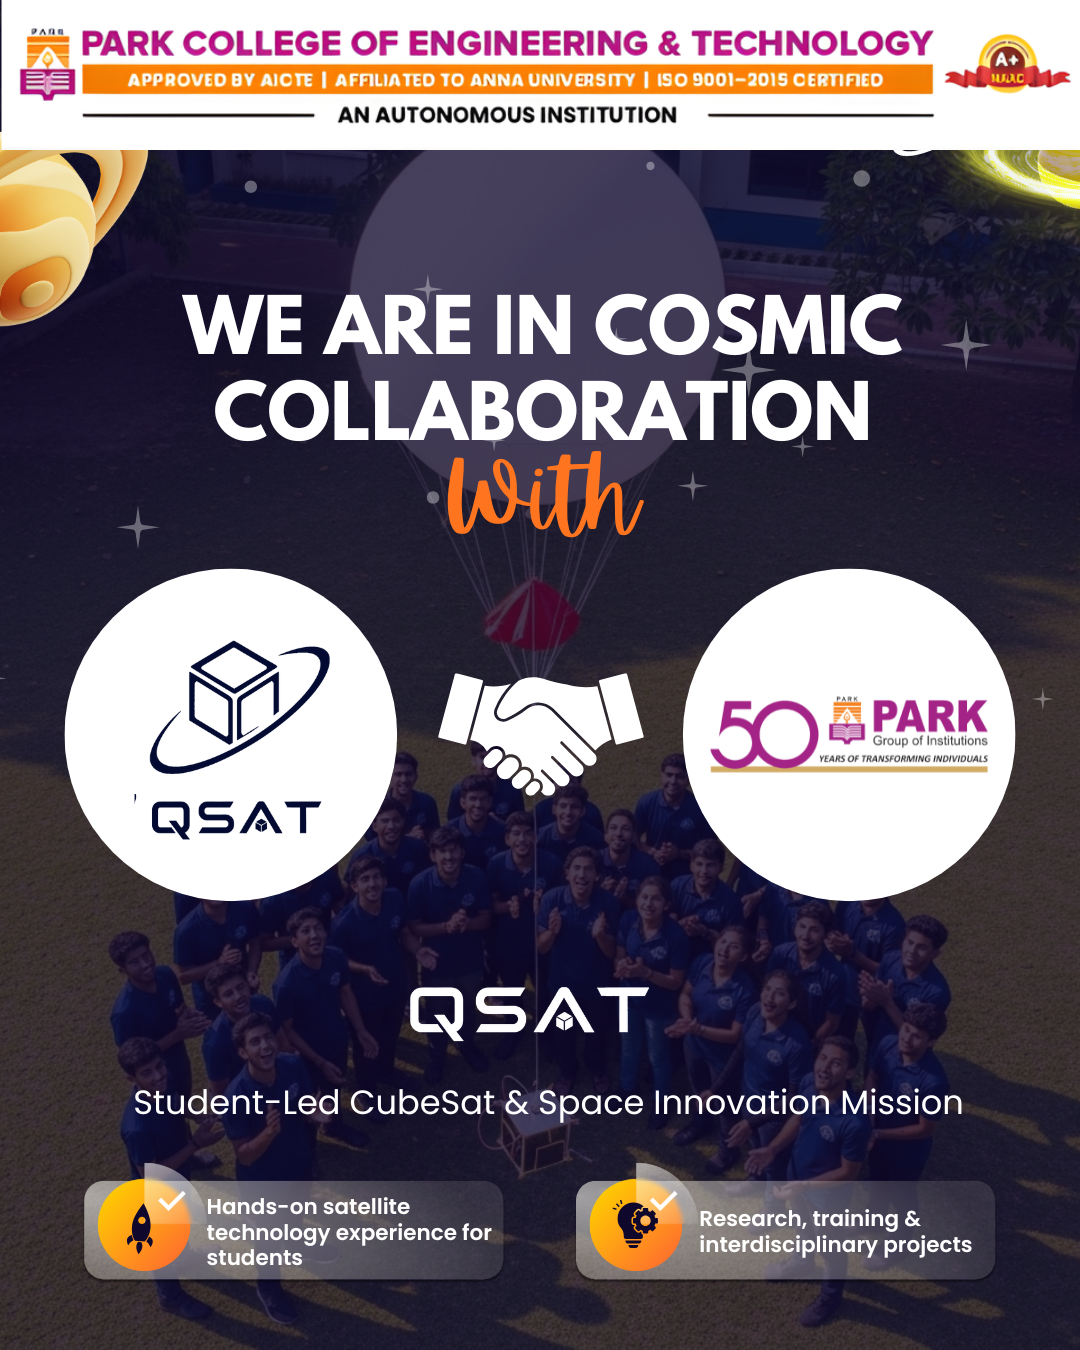 PARK
PARK COLLEGE OF ENGINEERING & TECHNOLOGY
APPROVED BY AICTE | AFFILIATED TO ANNA UNIVERSITY | ISO 9001-2015 CERTIFIED
AN AUTONOMOUS INSTITUTION
A+
NAAC
WE ARE IN COSMIC
COLLABORATION
With
QSAT
50
PARK
PARK
Group of Institutions
YEARS OF TRANSFORMING INDIVIDUALS
QSAT
Student-Led CubeSat & Space Innovation Mission
Hands-on satellite
technology experience for
students
Research, training &
interdisciplinary projects